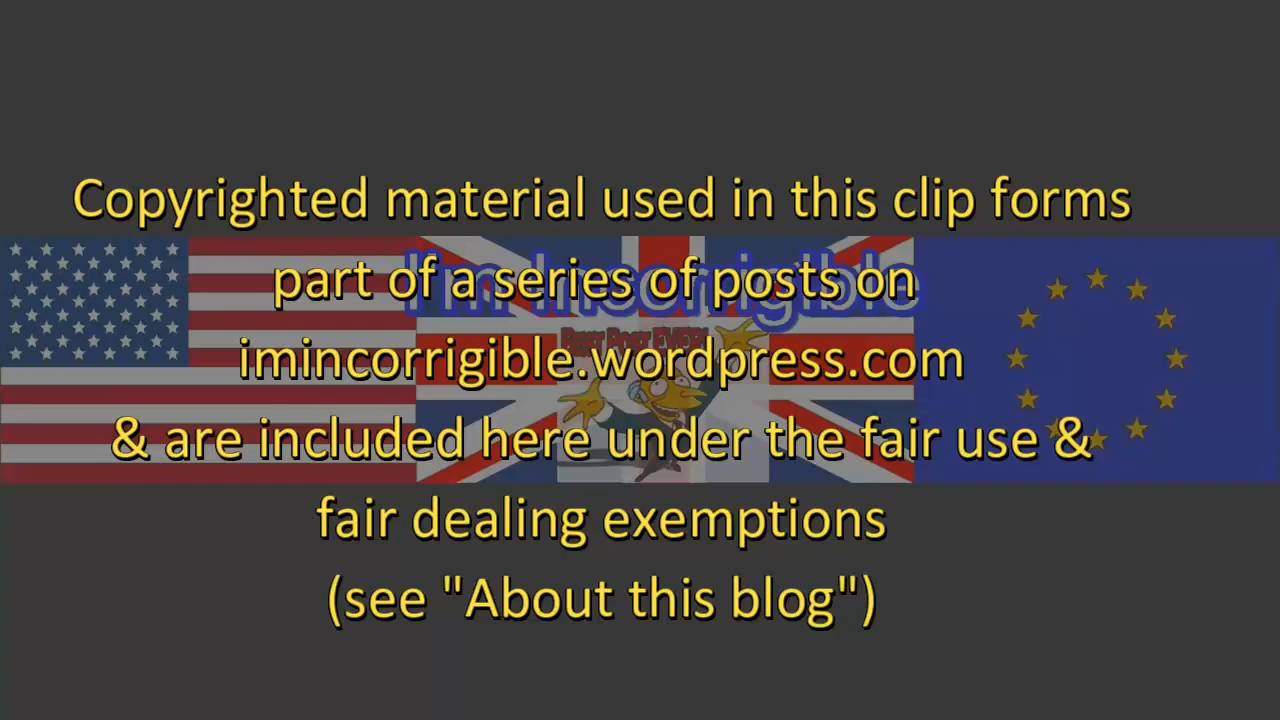 Copyrighted material used in this clip forms
part of a series of posts on
I'm Incorrigible
imincorrigible.wordpress.com
& are included here under the fair use &
fair dealing exemptions
(see "About this blog")